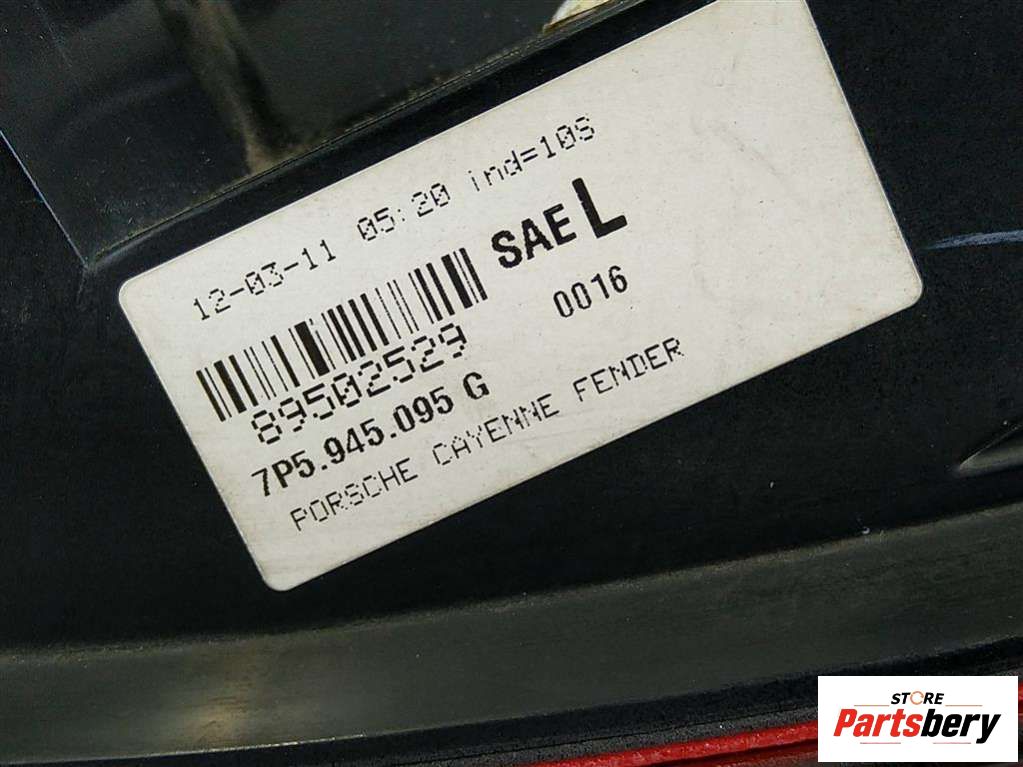 12-03-11 05:20 ind=10s
SAE L
89502529
0016
7P5.945.095 G
PORSCHE CAYENNE FENDER
STORE
Partsbery